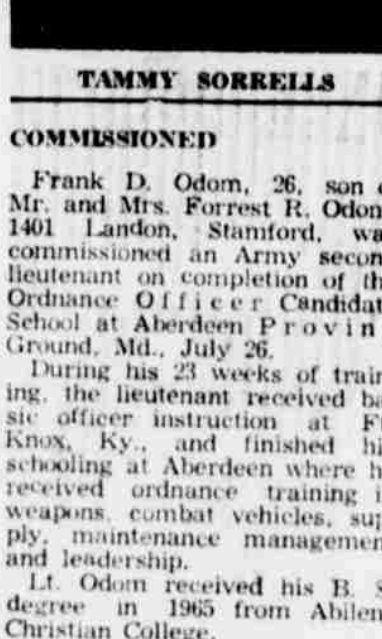 TAMMY SORRELLS
COMMISSIONED
Frank D. Odom, 26, son
Mr. and Mrs. Forrest R. Odom
1401 Landon, Stamford, wa
commissioned an Army secon
lieutenant on completion of th
Ordnance Officer Candidat
School at Aberdeen Provin
Ground, Md., July 26.
During his 23 weeks of train
ing, the lieutenant received ba
sic officer instruction at F
Knox, Ky., and finished hi
schooling at Aberdeen where h
received ordnance training i
weapons, combat vehicles, sup
ply, maintenance managemen
and leadership.
Lt. Odom received his B. S
degree in 1965 from Abilen
Christian College.